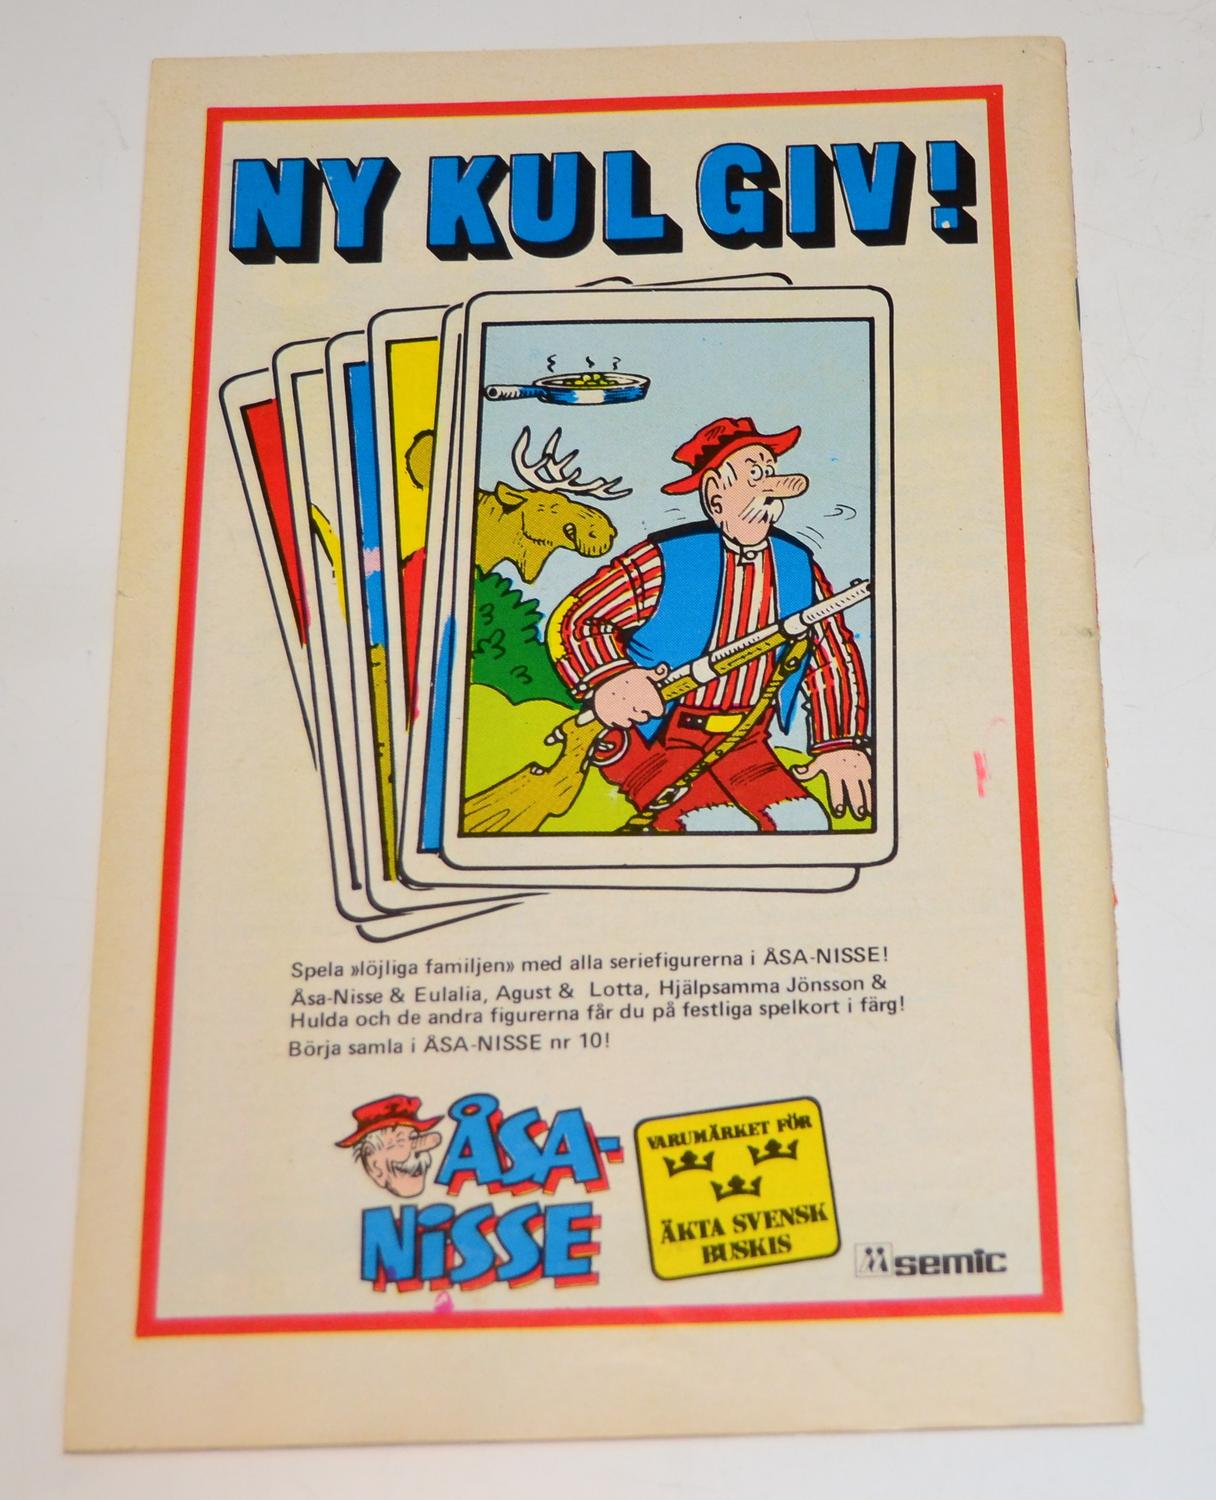 NY KUL GIV!
Spela »löjliga familjen» med alla seriefigurerna i ÅSA-NISSE!
Åsa-Nisse & Eulalia, Agust & Lotta, Hjälpsamma Jönsson &
Hulda och de andra figurerna får du på festliga spelkort i färg!
Börja samla i ÅSA-NISSE nr 10!
ÅSA-
NISSE
VARUMÄRKET FÖR
ÄKTA SVENSK
BUSKIS
semic